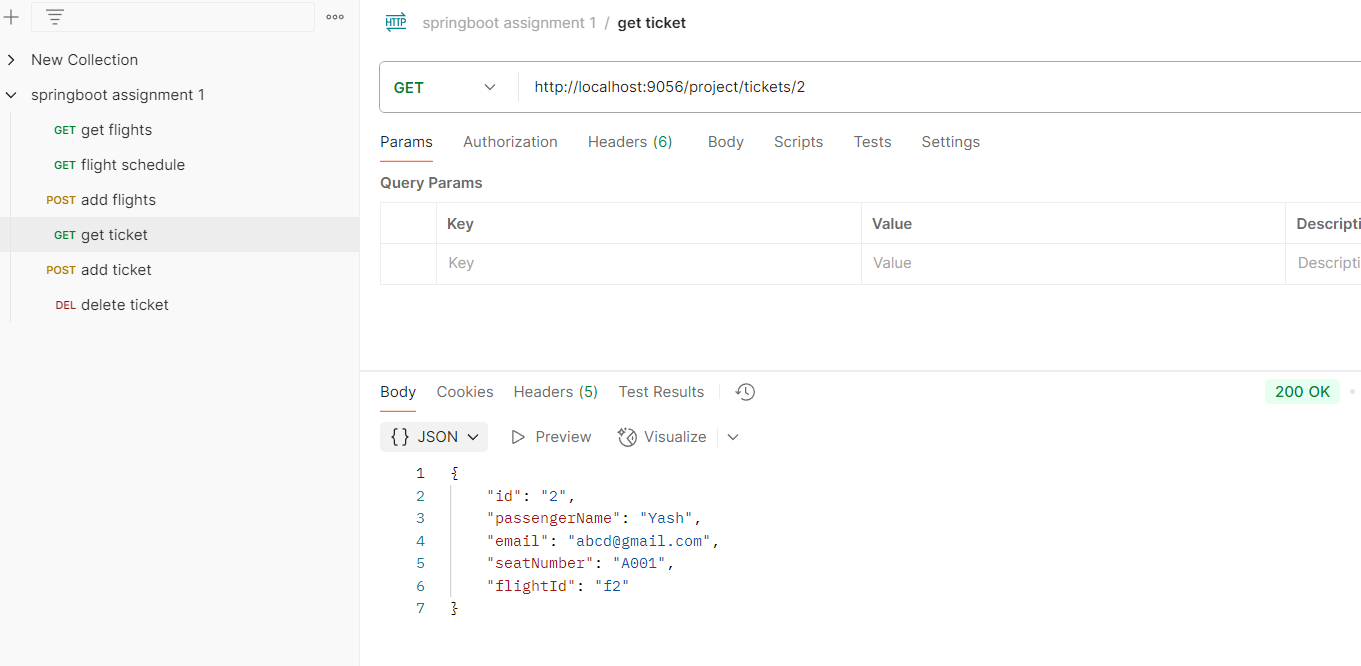 springboot assignment 1 / get ticket
New Collection
springboot assignment 1
GET get flights
GET flight schedule
POST add flights
GET get ticket
POST add ticket
DEL delete ticket
HTTP
GET http://localhost:9056/project/tickets/2
Params Authorization Headers (6) Body Scripts Tests Settings
Query Params
Key Value Descripti
Key Value Descripti
Body Cookies Headers (5) Test Results 200 OK
{} JSON Preview Visualize
1 {
2 "id": "2",
3 "passengerName": "Yash",
4 "email": "abcd@gmail.com",
5 "seatNumber": "A001",
6 "flightId": "f2"
7 }